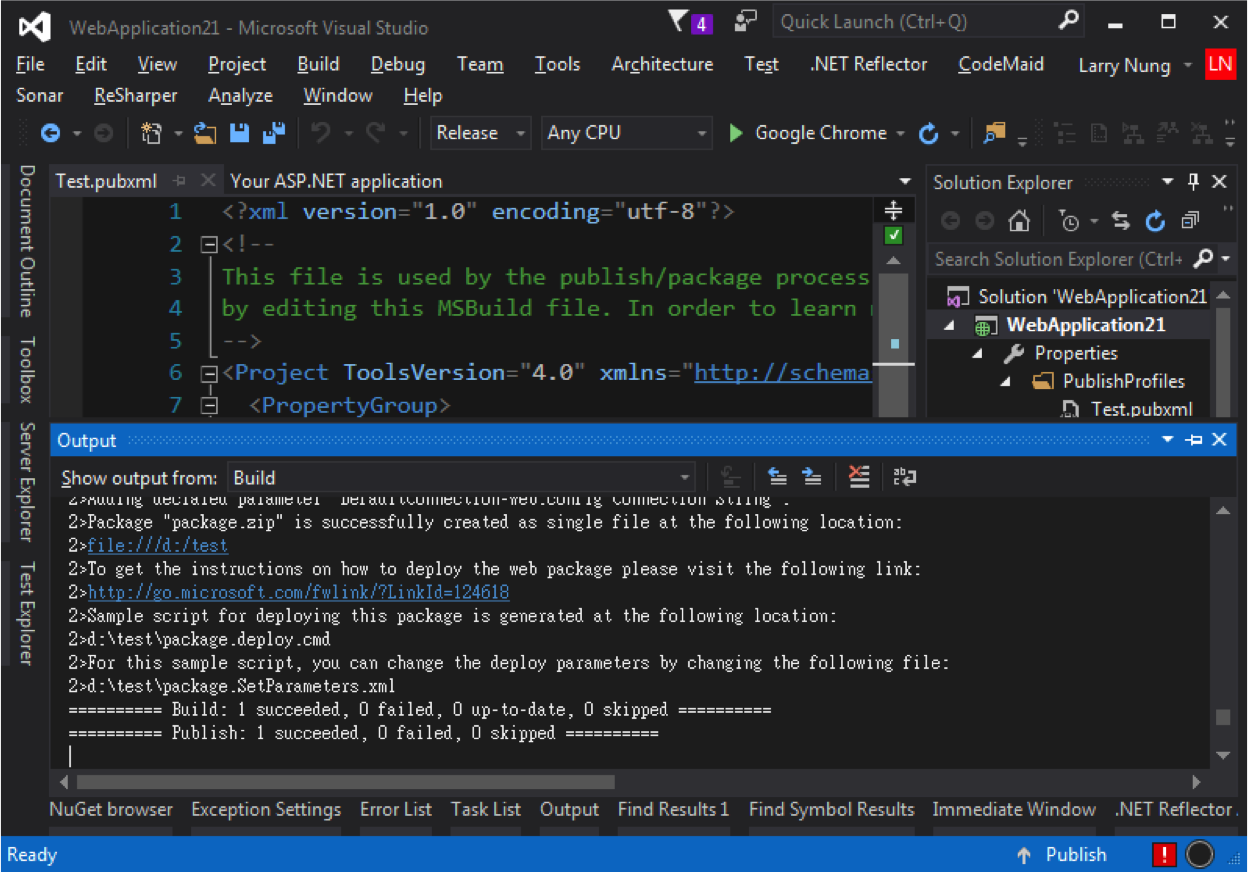 WebApplication21 - Microsoft Visual Studio
4
Quick Launch (Ctrl+Q)
File Edit View Project Build Debug Team Tools Architecture Test .NET Reflector CodeMaid Larry Nung LN
Sonar ReSharper Analyze Window Help
Release Any CPU Google Chrome
Document Outline
Toolbox
Server Explorer
Test Explorer
Test.pubxml Your ASP.NET application
1 <?xml version="1.0" encoding="utf-8"?>
2 <!--
3 This file is used by the publish/package process
4 by editing this MSBuild file. In order to learn
5 -->
6 <Project ToolsVersion="4.0" xmlns="http://schema
7 <PropertyGroup>
Solution Explorer
Search Solution Explorer (Ctrl+
Solution 'WebApplication21
WebApplication21
Properties
PublishProfiles
Test.pubxml
Output
Show output from: Build
2>Adding declared parameter "DefaultConnection-Web.config Connection String".
2>Package "package.zip" is successfully created as single file at the following location:
2>file:///d:/test
2>To get the instructions on how to deploy the web package please visit the following link:
2>http://go.microsoft.com/fwlink/?LinkId=124618
2>Sample script for deploying this package is generated at the following location:
2>d:\test\package.deploy.cmd
2>For this sample script, you can change the deploy parameters by changing the following file:
2>d:\test\package.SetParameters.xml
========== Build: 1 succeeded, 0 failed, 0 up-to-date, 0 skipped ==========
========== Publish: 1 succeeded, 0 failed, 0 skipped ==========
NuGet browser Exception Settings Error List Task List Output Find Results 1 Find Symbol Results Immediate Window .NET Reflector
Ready
Publish